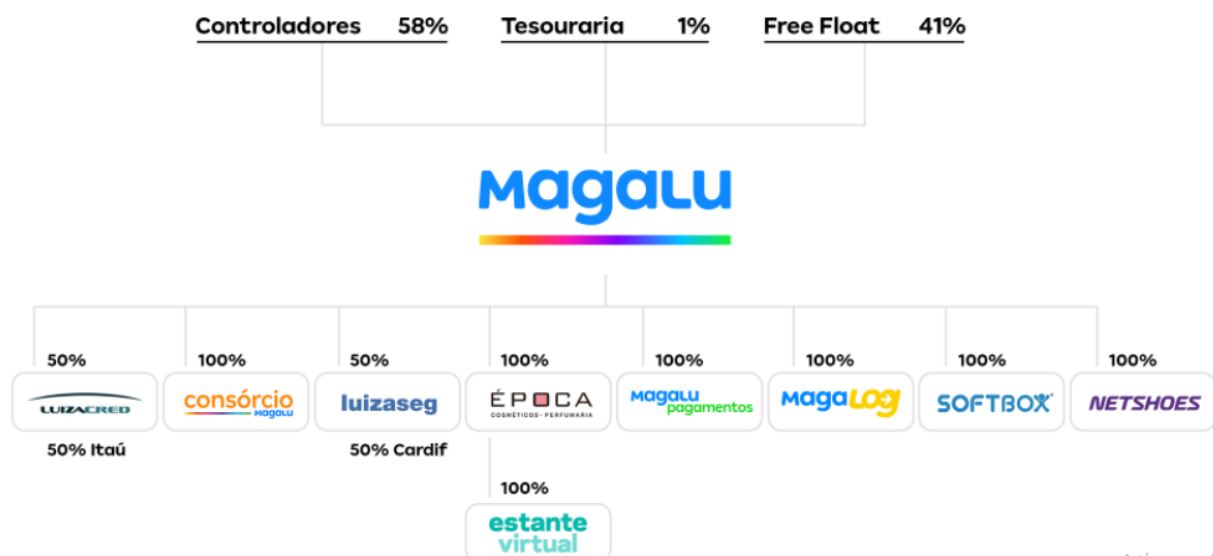 Controladores 58% Tesouraria 1% Free Float 41%
Magalu
50% 100% 50% 100% 100% 100% 100% 100%
LUIZACRED
consórcio
Magalu
luizaseg
ÉPOCA
COSMÉTICOS-PERFUMARIA
Magalu
pagamentos
MagaLOG
SOFTBOX
NETSHOES
50% Itaú 50% Cardif
100%
estante
virtual